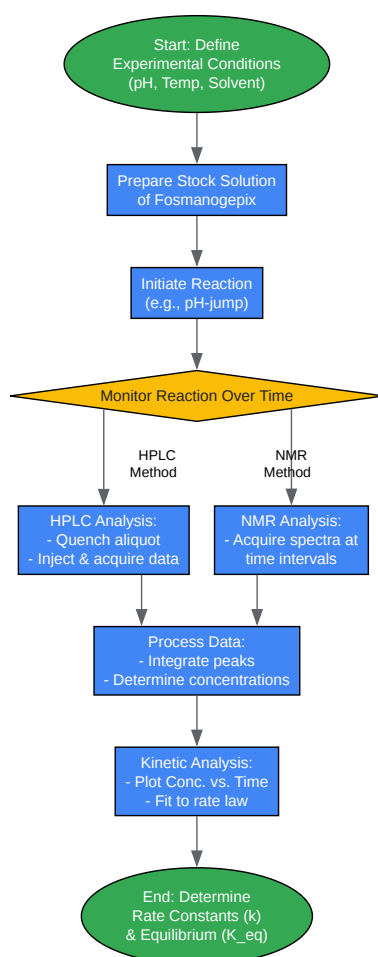 Start: Define
Experimental Conditions
(pH, Temp, Solvent)
Prepare Stock Solution
of Fosmanogepix
Initiate Reaction
(e.g., pH-jump)
Monitor Reaction Over Time
HPLC
Method
NMR
Method
HPLC Analysis:
- Quench aliquot
- Inject & acquire data
NMR Analysis:
- Acquire spectra at
time intervals
Process Data:
- Integrate peaks
- Determine concentrations
Kinetic Analysis:
- Plot Conc. vs. Time
- Fit to rate law
End: Determine
Rate Constants (k)
& Equilibrium (K_eq)